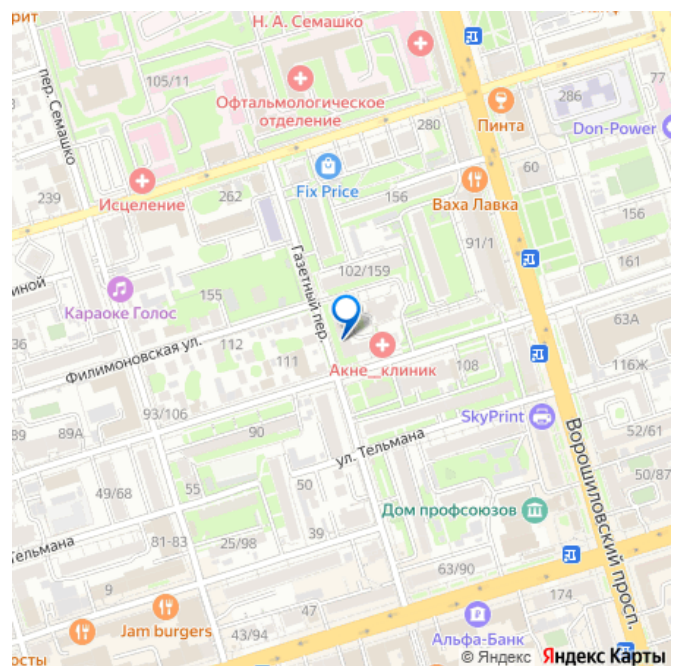 рит
Н. А. Семашко
пер. Семашко
105/11
Офтальмологическое
отделение
280
Пинта
286
77
Don-Power
60
Исцеление
239
262
Fix Price
156
Ваха Лавка
156
91/1
161
Газетный пер.
102/159
иной
155
Караоке Голос
63А
36
Филимоновская ул.
112
111
Акне_клиник
108
116Ж
93/106
SkyPrint
89
89А
90
ул. Тельмана
52/61
Ворошиловский просп.
50/87
49/68
55
50
Дом профсоюзов
Тельмана
81-83
25/98
39
63/90
174
9
47
Jam burgers
43/94
Альфа-Банк
осты
© Яндекс Яндекс Карты